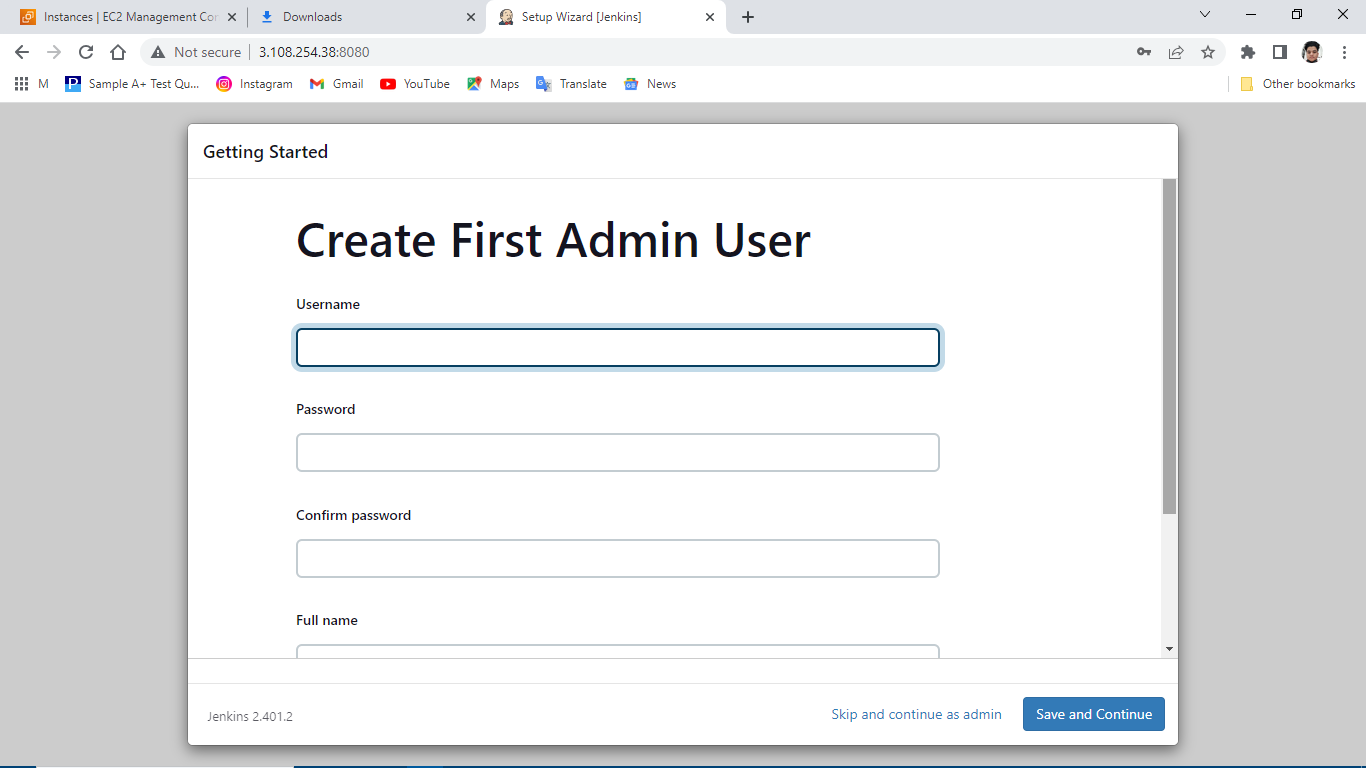 Instances | EC2 Management Con
Downloads
Setup Wizard [Jenkins]
Not secure
3.108.254.38:8080
M
P
Sample A+ Test Qu...
Instagram
Gmail
YouTube
Maps
Translate
News
Other bookmarks
Getting Started
Create First Admin User
Username
Password
Confirm password
Full name
Jenkins 2.401.2
Skip and continue as admin
Save and Continue